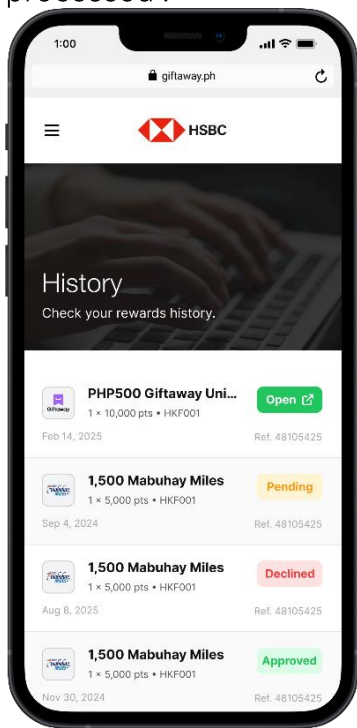 processed.
1:00
giftaway.ph
HSBC
History
Check your rewards history.
Giftaway
PHP500 Giftaway Uni...
1 × 10,000 pts • HKF001
Open
Feb 14, 2025
Ref. 48105425
1,500 Mabuhay Miles
1 × 5,000 pts • HKF001
Pending
Sep 4, 2024
Ref. 48105425
1,500 Mabuhay Miles
1 × 5,000 pts • HKF001
Declined
Aug 8, 2025
Ref. 48105425
1,500 Mabuhay Miles
1 × 5,000 pts • HKF001
Approved
Nov 30, 2024
Ref. 48105425